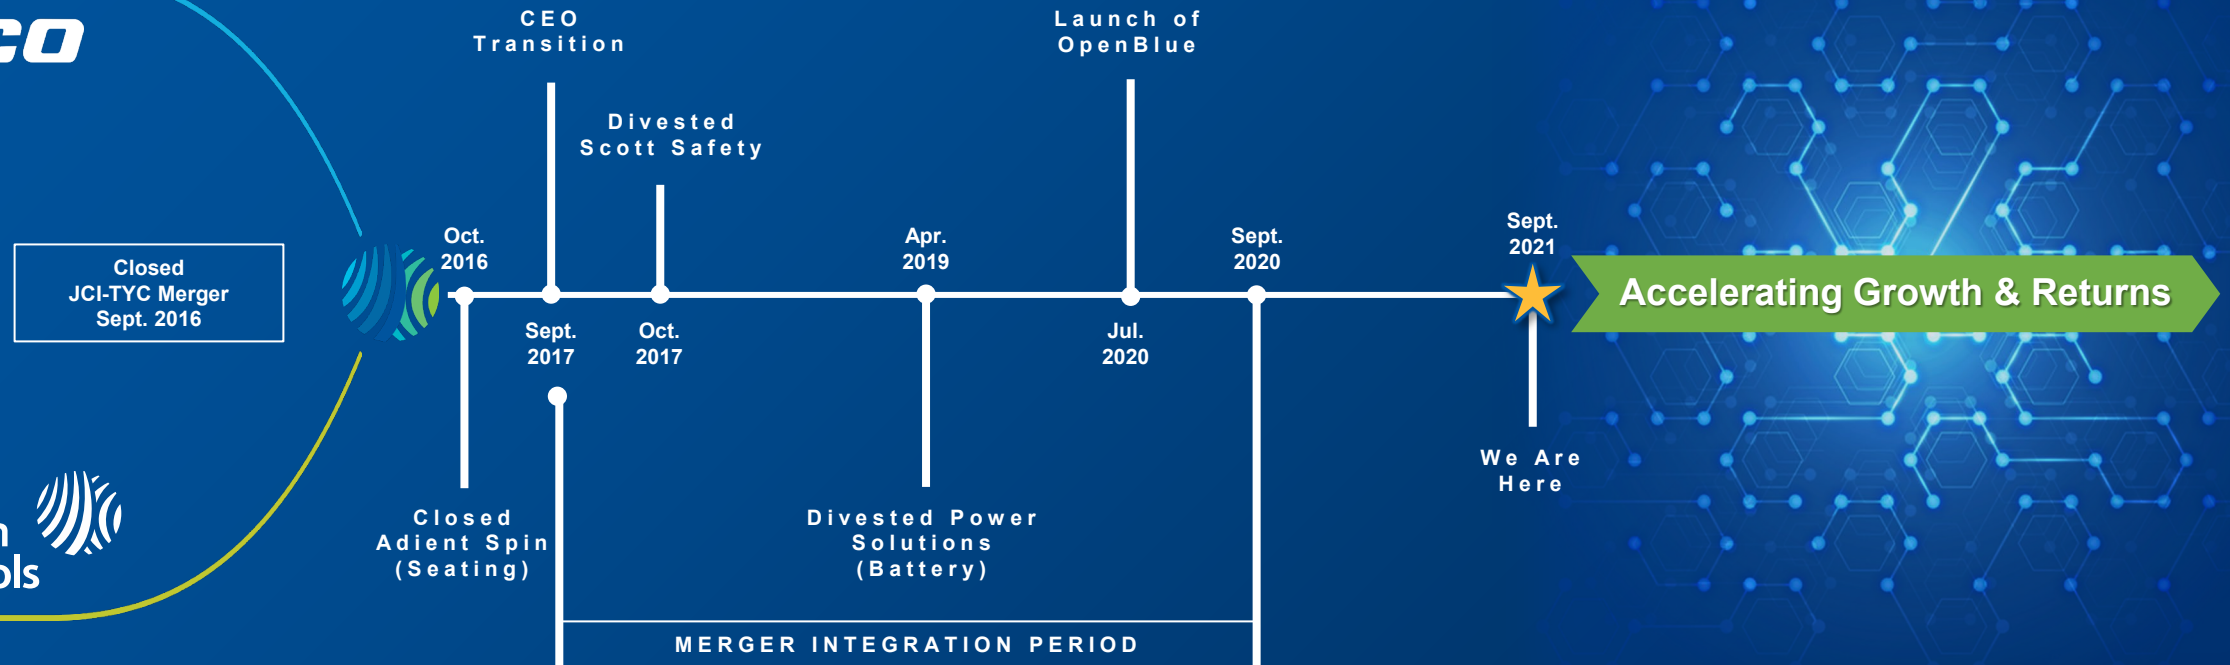 CEO
Transition
Launch of
OpenBlue
Divested
Scott Safety
Closed
JCI-TYC Merger
Sept. 2016
Oct.
2016
Apr.
2019
Sept.
2020
Sept.
2021
Accelerating Growth & Returns
Sept.
2017
Oct.
2017
Jul.
2020
We Are
Here
Closed
Adient Spin
(Seating)
Divested Power
Solutions
(Battery)
MERGER INTEGRATION PERIOD